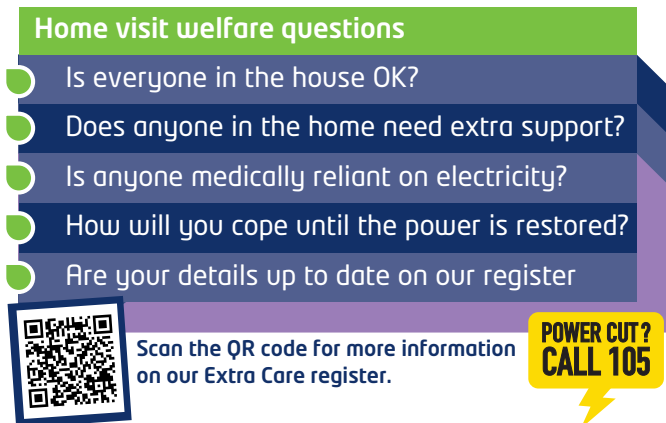 Home visit welfare questions
Is everyone in the house OK?
Does anyone in the home need extra support?
Is anyone medically reliant on electricity?
How will you cope until the power is restored?
Are your details up to date on our register
Scan the QR code for more information
on our Extra Care register.
POWER CUT?
CALL 105